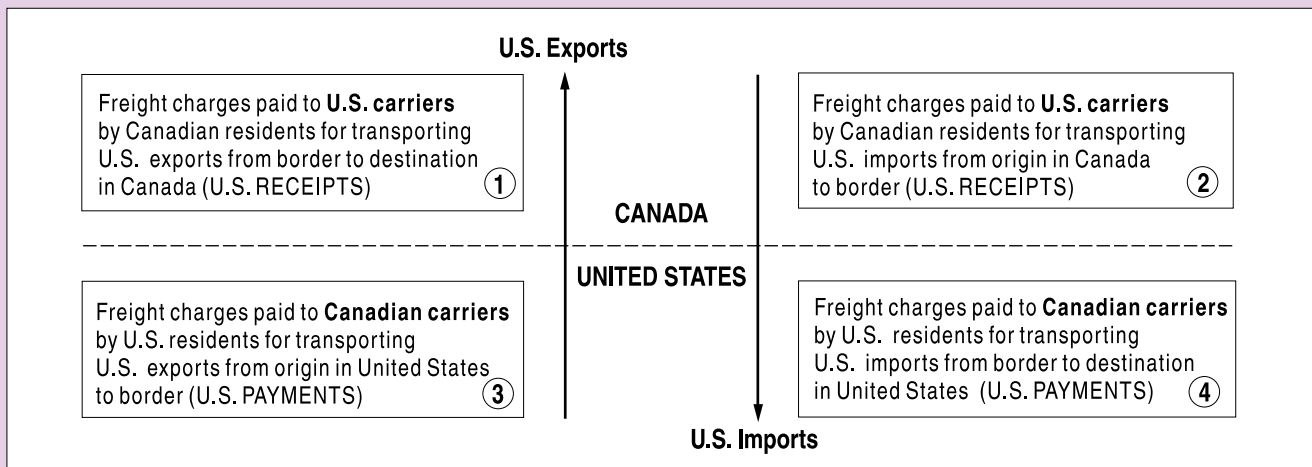 U.S. Exports
Freight charges paid to U.S. carriers
by Canadian residents for transporting
U.S. exports from border to destination
in Canada (U.S. RECEIPTS)
1
Freight charges paid to U.S. carriers
by Canadian residents for transporting
U.S. imports from origin in Canada
to border (U.S. RECEIPTS)
2
CANADA
UNITED STATES
Freight charges paid to Canadian carriers
by U.S. residents for transporting
U.S. exports from origin in United States
to border (U.S. PAYMENTS)
3
Freight charges paid to Canadian carriers
by U.S. residents for transporting
U.S. imports from border to destination
in United States (U.S. PAYMENTS)
4
U.S. Imports